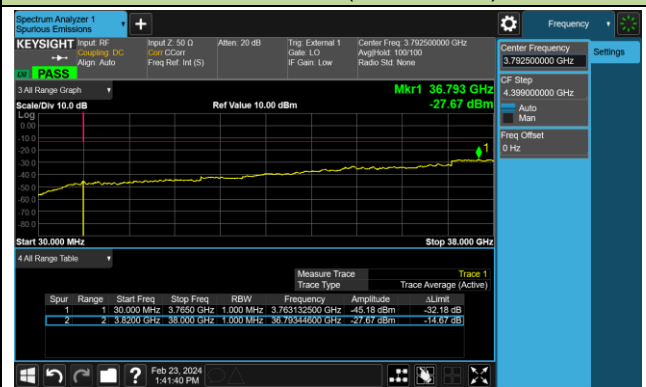 Spectrum Analyzer 1
Spurious Emissions
Frequency
KEYSIGHT
Input: RF
Coupling: DC
Align: Auto
Input Z: 50 Ω
Corr CCorr
Freq Ref: Int (S)
Atten: 20 dB
Trig: External 1
Gate: LO
IF Gain: Low
Center Freq: 3.792500000 GHz
Avg|Hold: 100/100
Radio Std: None
PASS
Center Frequency
3.792500000 GHz
Settings
CF Step
4.399000000 GHz
Auto
Man
Freq Offset
0 Hz
3 All Range Graph
Mkr1 36.793 GHz
Scale/Div 10.0 dB
Ref Value 10.00 dBm
-27.67 dBm
Log
0.00
-10.0
-20.0
-30.0
-40.0
-50.0
-60.0
-70.0
-80.0
1
Start 30.000 MHz
Stop 38.000 GHz
4 All Range Table
Measure Trace Trace 1
Trace Type Trace Average (Active)
Spur Range Start Freq Stop Freq RBW Frequency Amplitude ΔLimit
1 1 30.000 MHz 3.7650 GHz 1.000 MHz 3.763132500 GHz -45.18 dBm -32.18 dB
2 2 3.8200 GHz 38.000 GHz 1.000 MHz 36.79344600 GHz -27.67 dBm -14.67 dB
?
Feb 23, 2024
1:41:40 PM